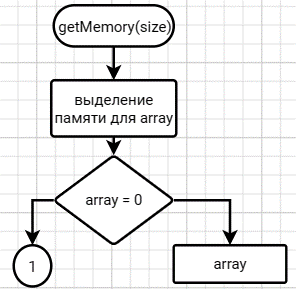 getMemory(size)
выделение
памяти для array
array = 0
1
array